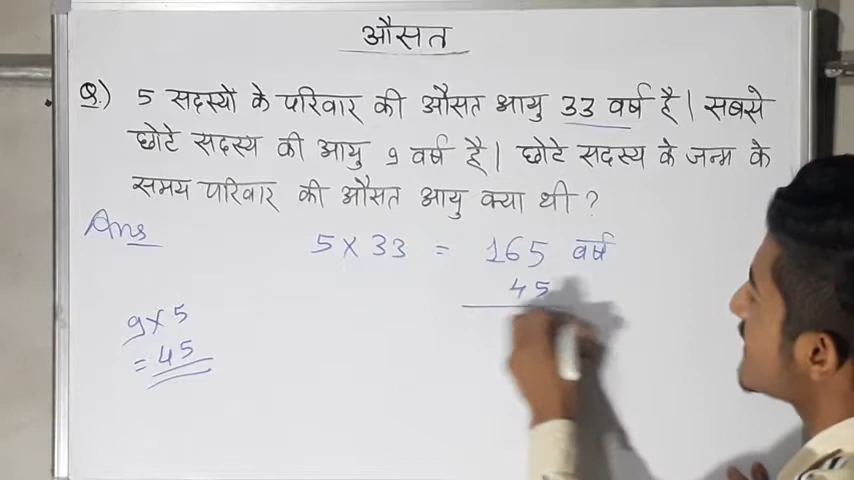 औसत
Q.) 5 सदस्यों के परिवार की औसत आयु 33 वर्ष है। सबसे
छोटे सदस्य की आयु 9 वर्ष है। छोटे सदस्य के जन्म के
समय परिवार की औसत आयु क्या थी ?
Ans
5 × 33 = 165 वर्ष
45
9 × 5
= 45